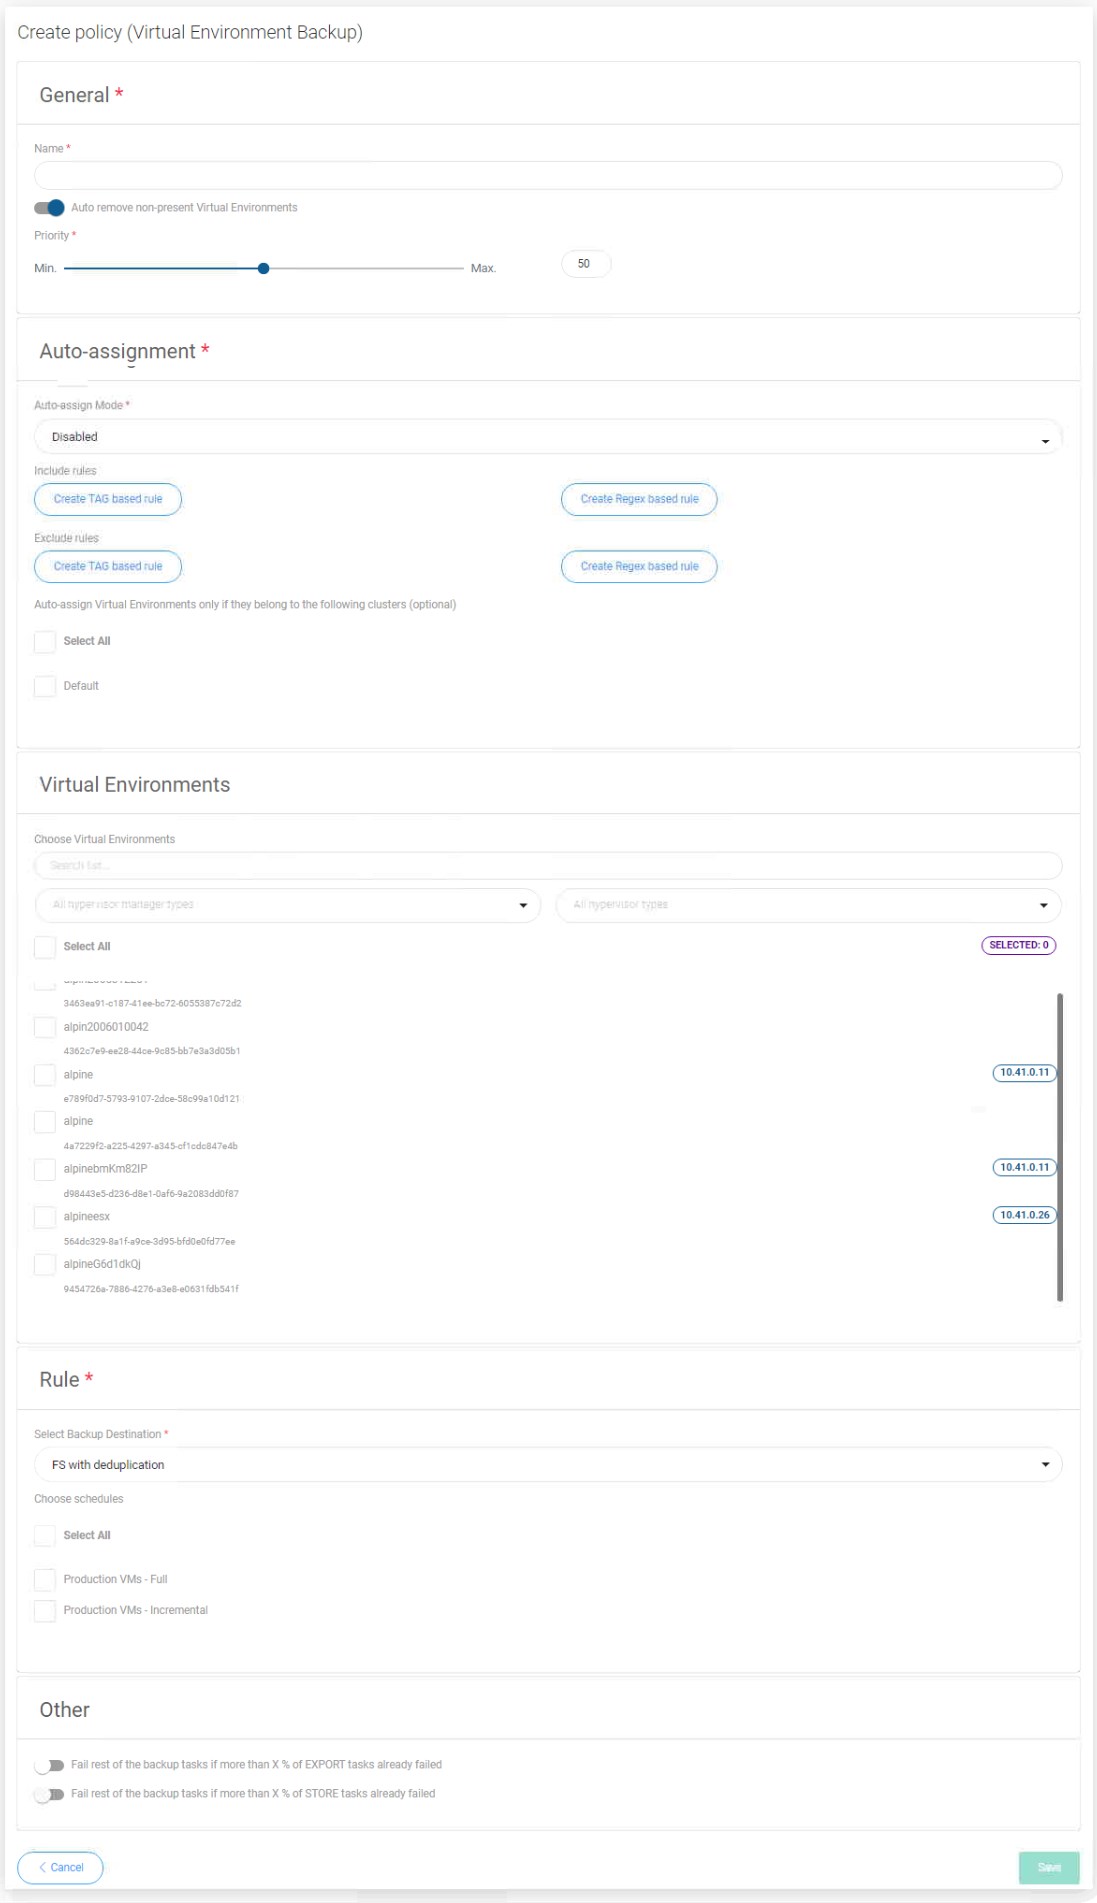 Create policy (Virtual Environment Backup)
General *
Name *
Auto remove non-present Virtual Environments
Priority *
Min. Max. 50
Auto-assignment *
Auto-assign Mode *
Disabled
Include rules
Create TAG based rule Create Regex based rule
Exclude rules
Create TAG based rule Create Regex based rule
Auto-assign Virtual Environments only if they belong to the following clusters (optional)
Select All
Default
Virtual Environments
Choose Virtual Environments
Search
All hypervisor manager types All hypervisor types
Select All SELECTED: 0
3463ea91-c187-41ee-bc72-6055387c72d2
alpin2006010042
4362c7e9-ee28-44ce-9c85-bb7e3a3d05b1
alpine 10.41.0.11
e789f0d7-5793-9107-2dce-58c99a10d121
alpine
4a7229f2-a225-4297-a345-cf1cdc847e4b
alpinebmKm82IP 10.41.0.11
d98443e5-d236-d8e1-0af6-9a2083dd0f87
alpineesx 10.41.0.26
564dc329-8a1f-a9ce-3d95-bfd0e0fd77ee
alpineG6d1dkQj
9454726a-7886-4276-a3e8-e0631fdb541f
Rule *
Select Backup Destination *
FS with deduplication
Choose schedules
Select All
Production VMs - Full
Production VMs - Incremental
Other
Fail rest of the backup tasks if more than X % of EXPORT tasks already failed
Fail rest of the backup tasks if more than X % of STORE tasks already failed
Cancel Save